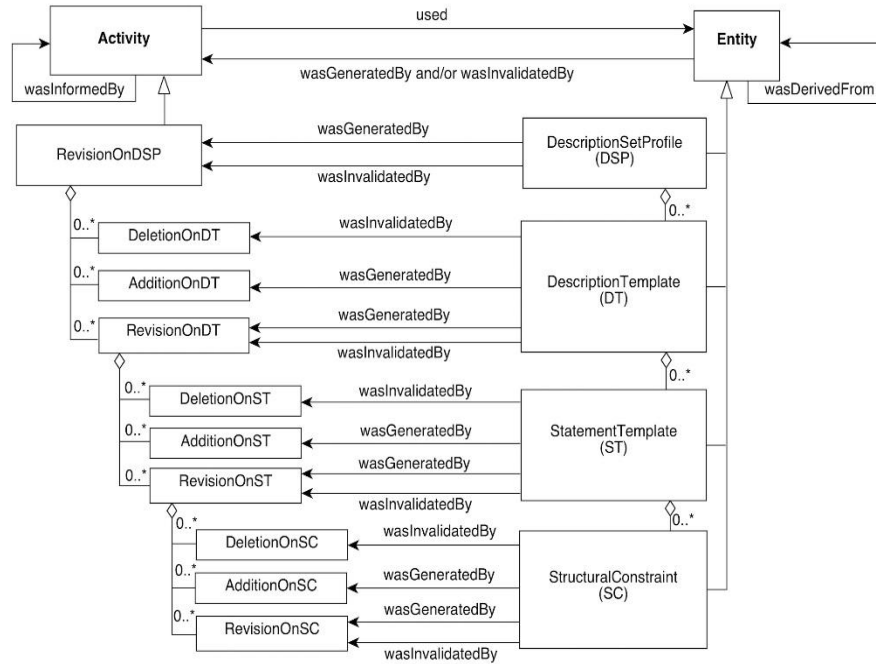 used
Activity
Entity
wasGeneratedBy and/or wasInvalidatedBy
wasInformedBy
wasDerivedFrom
RevisionOnDSP
wasGeneratedBy
wasInvalidatedBy
DescriptionSetProfile
(DSP)
0..*
0..*
DeletionOnDT
wasInvalidatedBy
0..*
AdditionOnDT
wasGeneratedBy
DescriptionTemplate
(DT)
0..*
RevisionOnDT
wasGeneratedBy
wasInvalidatedBy
0..*
0..*
DeletionOnST
wasInvalidatedBy
0..*
AdditionOnST
wasGeneratedBy
StatementTemplate
(ST)
0..*
RevisionOnST
wasGeneratedBy
wasInvalidatedBy
0..*
0..*
DeletionOnSC
wasInvalidatedBy
0..*
AdditionOnSC
wasGeneratedBy
StructuralConstraint
(SC)
0..*
RevisionOnSC
wasGeneratedBy
wasInvalidatedBy